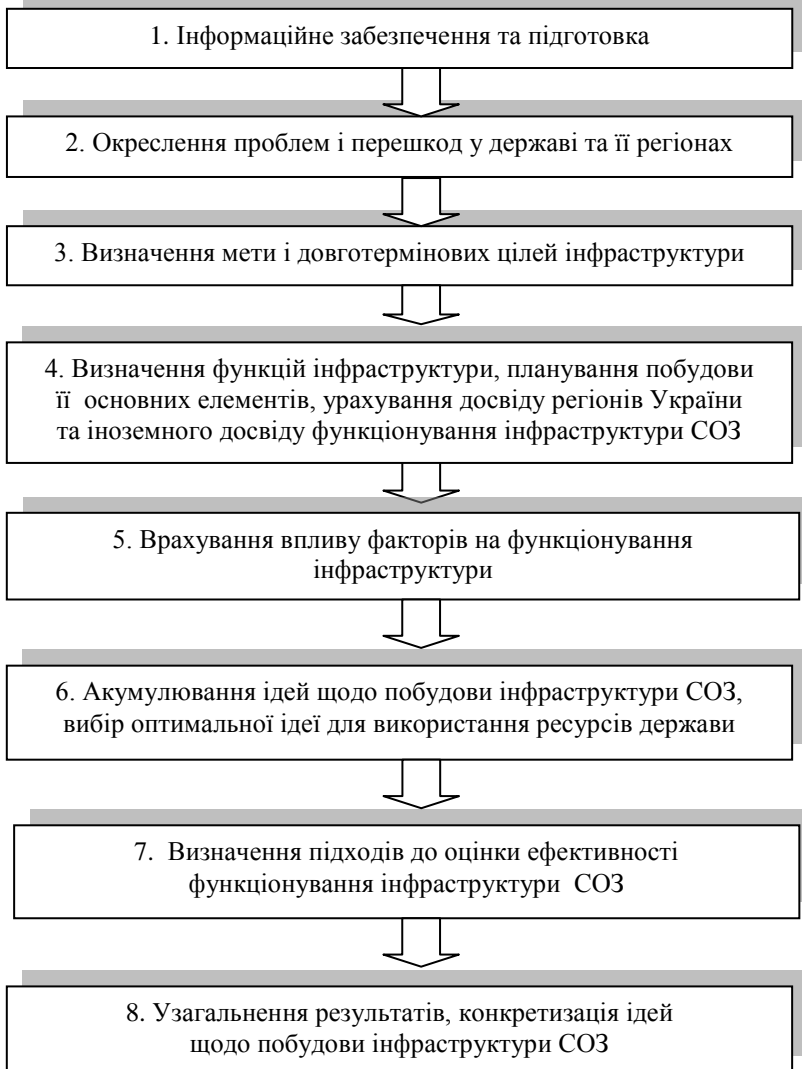 1. Інформаційне забезпечення та підготовка
2. Окреслення проблем і перешкод у державі та її регіонах
3. Визначення мети і довготермінових цілей інфраструктури
4. Визначення функцій інфраструктури, планування побудови
її основних елементів, урахування досвіду регіонів України
та іноземного досвіду функціонування інфраструктури СОЗ
5. Врахування впливу факторів на функціонування
інфраструктури
6. Акумулювання ідей щодо побудови інфраструктури СОЗ,
вибір оптимальної ідеї для використання ресурсів держави
7. Визначення підходів до оцінки ефективності
функціонування інфраструктури СОЗ
8. Узагальнення результатів, конкретизація ідей
щодо побудови інфраструктури СОЗ